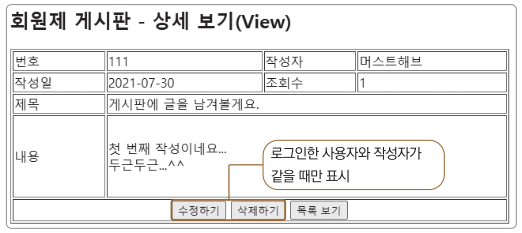 회원제 게시판 - 상세 보기(View)
번호 111 작성자 머스트해브
작성일 2021-07-30 조회수 1
제목 게시판에 글을 남겨볼게요.
내용 첫 번째 작성이네요...
두근두근...^^
로그인한 사용자와 작성자가
같을 때만 표시
수정하기 삭제하기 목록 보기